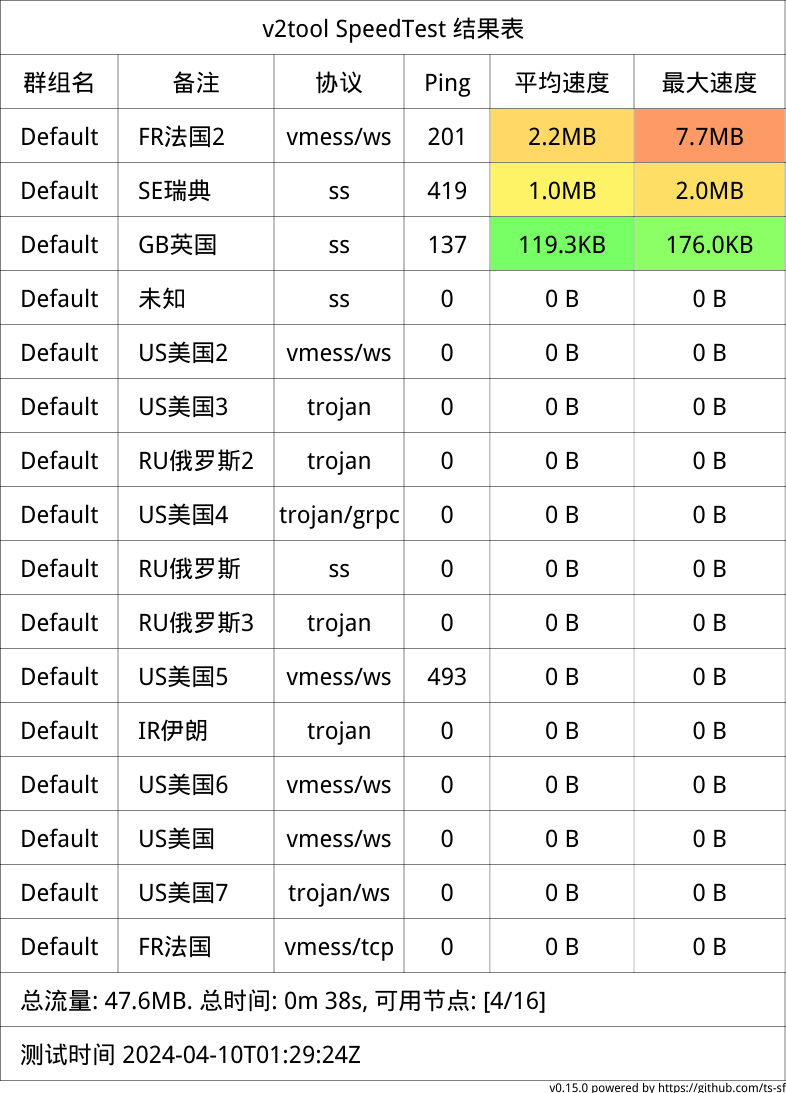 v2tool SpeedTest 结果表
群组名 备注 协议 Ping 平均速度 最大速度
Default FR法国2 vmess/ws 201 2.2MB 7.7MB
Default SE瑞典 ss 419 1.0MB 2.0MB
Default GB英国 ss 137 119.3KB 176.0KB
Default 未知 ss 0 0 B 0 B
Default US美国2 vmess/ws 0 0 B 0 B
Default US美国3 trojan 0 0 B 0 B
Default RU俄罗斯2 trojan 0 0 B 0 B
Default US美国4 trojan/grpc 0 0 B 0 B
Default RU俄罗斯 ss 0 0 B 0 B
Default RU俄罗斯3 trojan 0 0 B 0 B
Default US美国5 vmess/ws 493 0 B 0 B
Default IR伊朗 trojan 0 0 B 0 B
Default US美国6 vmess/ws 0 0 B 0 B
Default US美国 vmess/ws 0 0 B 0 B
Default US美国7 trojan/ws 0 0 B 0 B
Default FR法国 vmess/tcp 0 0 B 0 B
总流量: 47.6MB. 总时间: 0m 38s, 可用节点: [4/16]
测试时间 2024-04-10T01:29:24Z
v0.15.0 powered by https://github.com/ts-sf